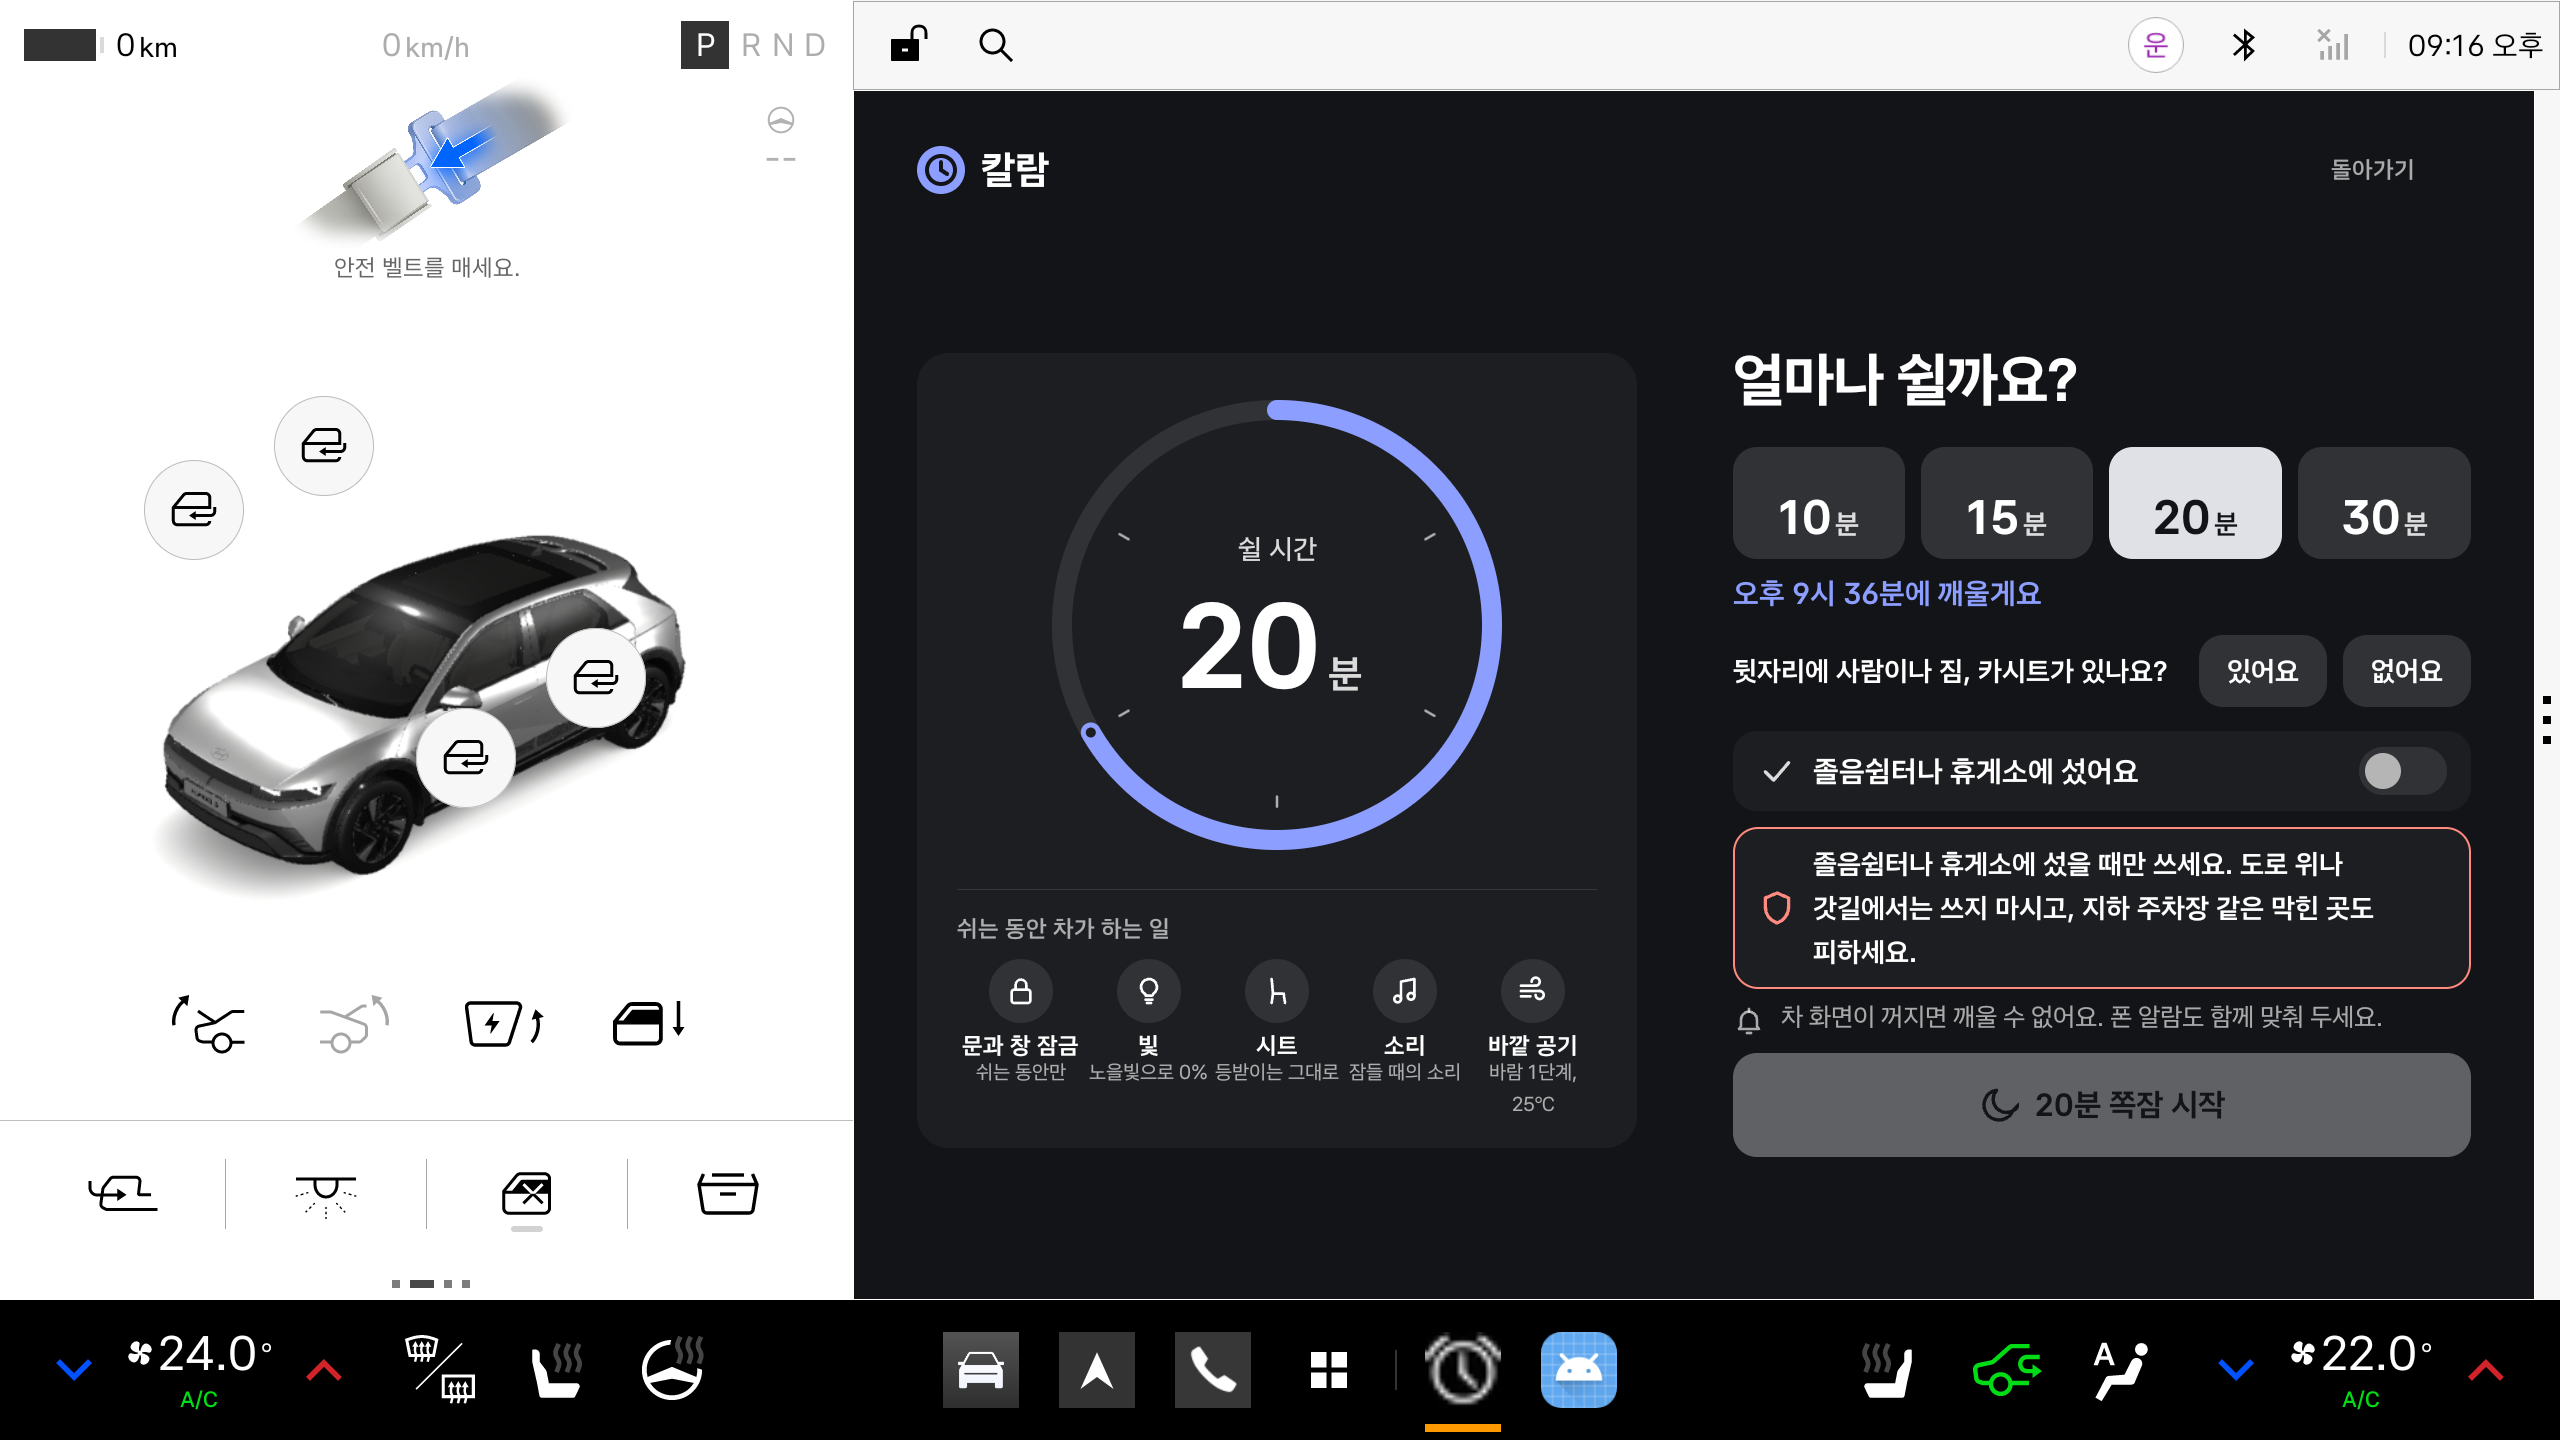 0 km
0 km/h
P R N D
09:16 오후
운
안전 벨트를 매세요.
칼람
돌아가기
쉴 시간
20 분
쉬는 동안 차가 하는 일
문과 창 잠금
쉬는 동안만
빛
노을빛으로 0%
시트
등받이는 그대로
소리
잠들 때의 소리
바깥 공기
바람 1단계,
25°C
얼마나 쉴까요?
10분
15분
20분
30분
오후 9시 36분에 깨울게요
뒷자리에 사람이나 짐, 카시트가 있나요?
있어요
없어요
졸음쉼터나 휴게소에 섰어요
졸음쉼터나 휴게소에 섰을 때만 쓰세요. 도로 위나
갓길에서는 쓰지 마시고, 지하 주차장 같은 막힌 곳도
피하세요.
차 화면이 꺼지면 깨울 수 없어요. 폰 알람도 함께 맞춰 두세요.
20분 쪽잠 시작
24.0°
A/C
A
22.0°
A/C